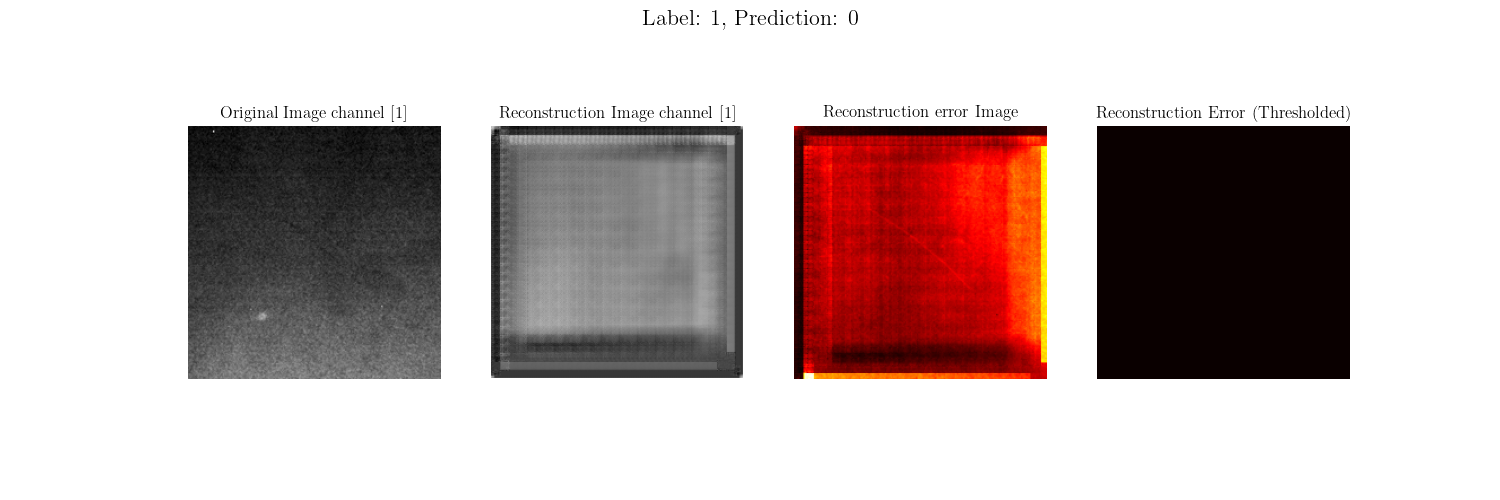 Label: 1, Prediction: 0
Original Image channel [1]
Reconstruction Image channel [1]
Reconstruction error Image
Reconstruction Error (Thresholded)